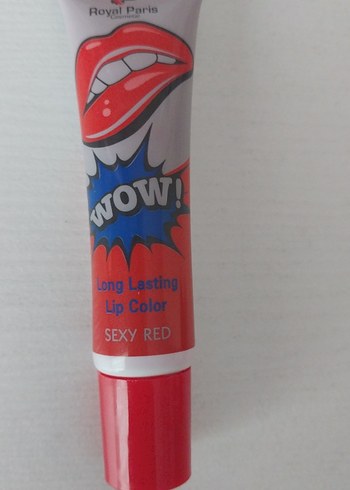 Royal Paris
WOW!
Long Lasting
Lip Color
SEXY RED